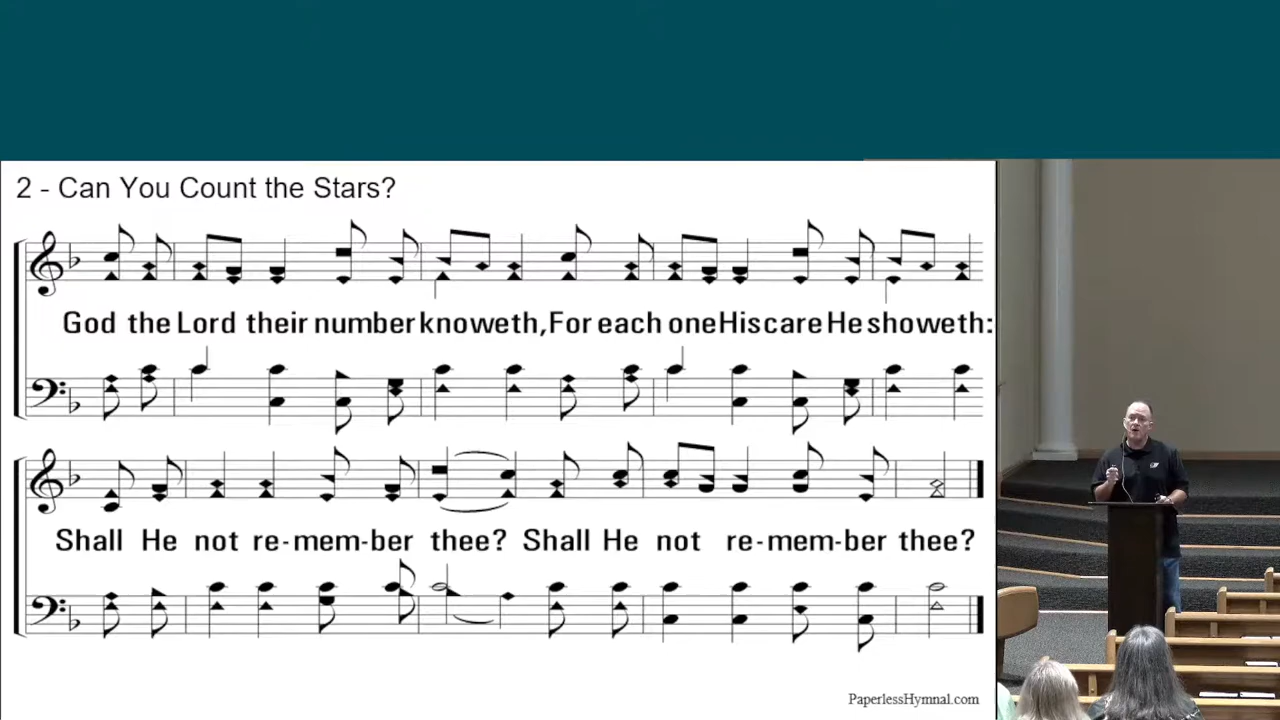 2 - Can You Count the Stars?
God the Lord their number knoweth, For each one His care He showeth:
Shall He not re-mem-ber thee? Shall He not re-mem-ber thee?
PaperlessHymnal.com